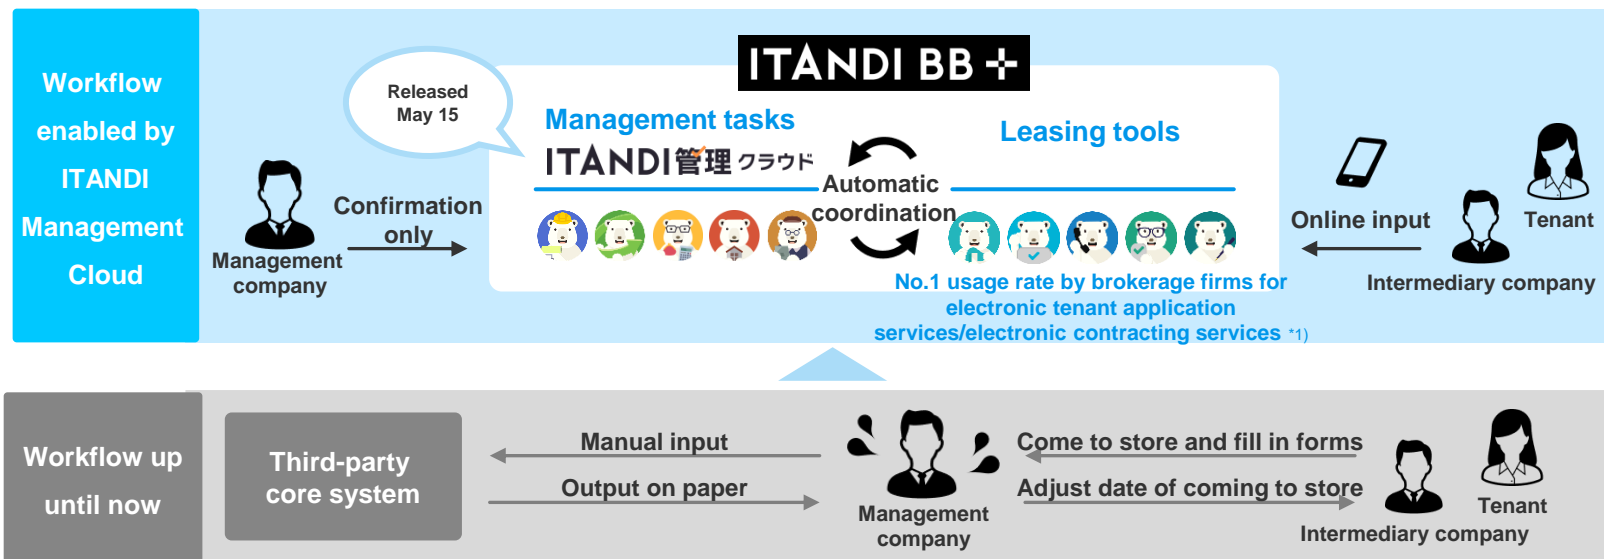 Workflow
enabled by
ITANDI
Management
Cloud
Released
May 15
ITANDI BB +
Management tasks
ITANDI管理クラウド
Leasing tools
Automatic
coordination
Management
company
Confirmation
only
No.1 usage rate by brokerage firms for
electronic tenant application
services/electronic contracting services *1)
Online input
Tenant
Intermediary company
Workflow up
until now
Third-party
core system
Manual input
Output on paper
Management
company
Come to store and fill in forms
Adjust date of coming to store
Tenant
Intermediary company